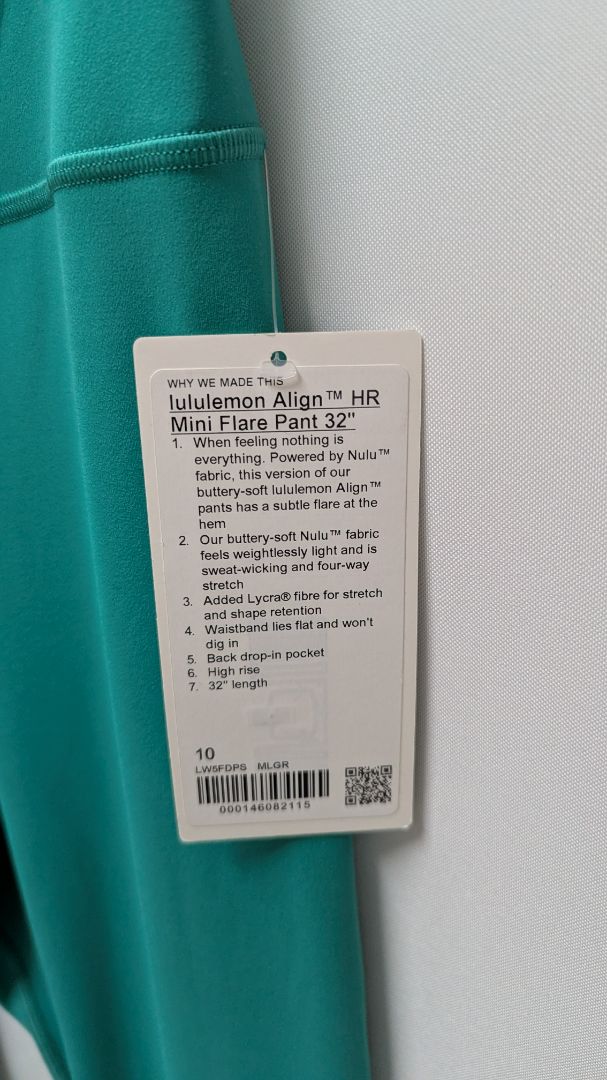 WHY WE MADE THIS
lululemon Align™ HR
Mini Flare Pant 32"
1. When feeling nothing is
everything. Powered by Nulu™
fabric, this version of our
buttery-soft lululemon Align™
pants has a subtle flare at the
hem
2. Our buttery-soft Nulu™ fabric
feels weightlessly light and is
sweat-wicking and four-way
stretch
3. Added Lycra® fibre for stretch
and shape retention
4. Waistband lies flat and won't
dig in
5. Back drop-in pocket
6. High rise
7. 32" length
10
LW5FDPS MLGR
000146082115